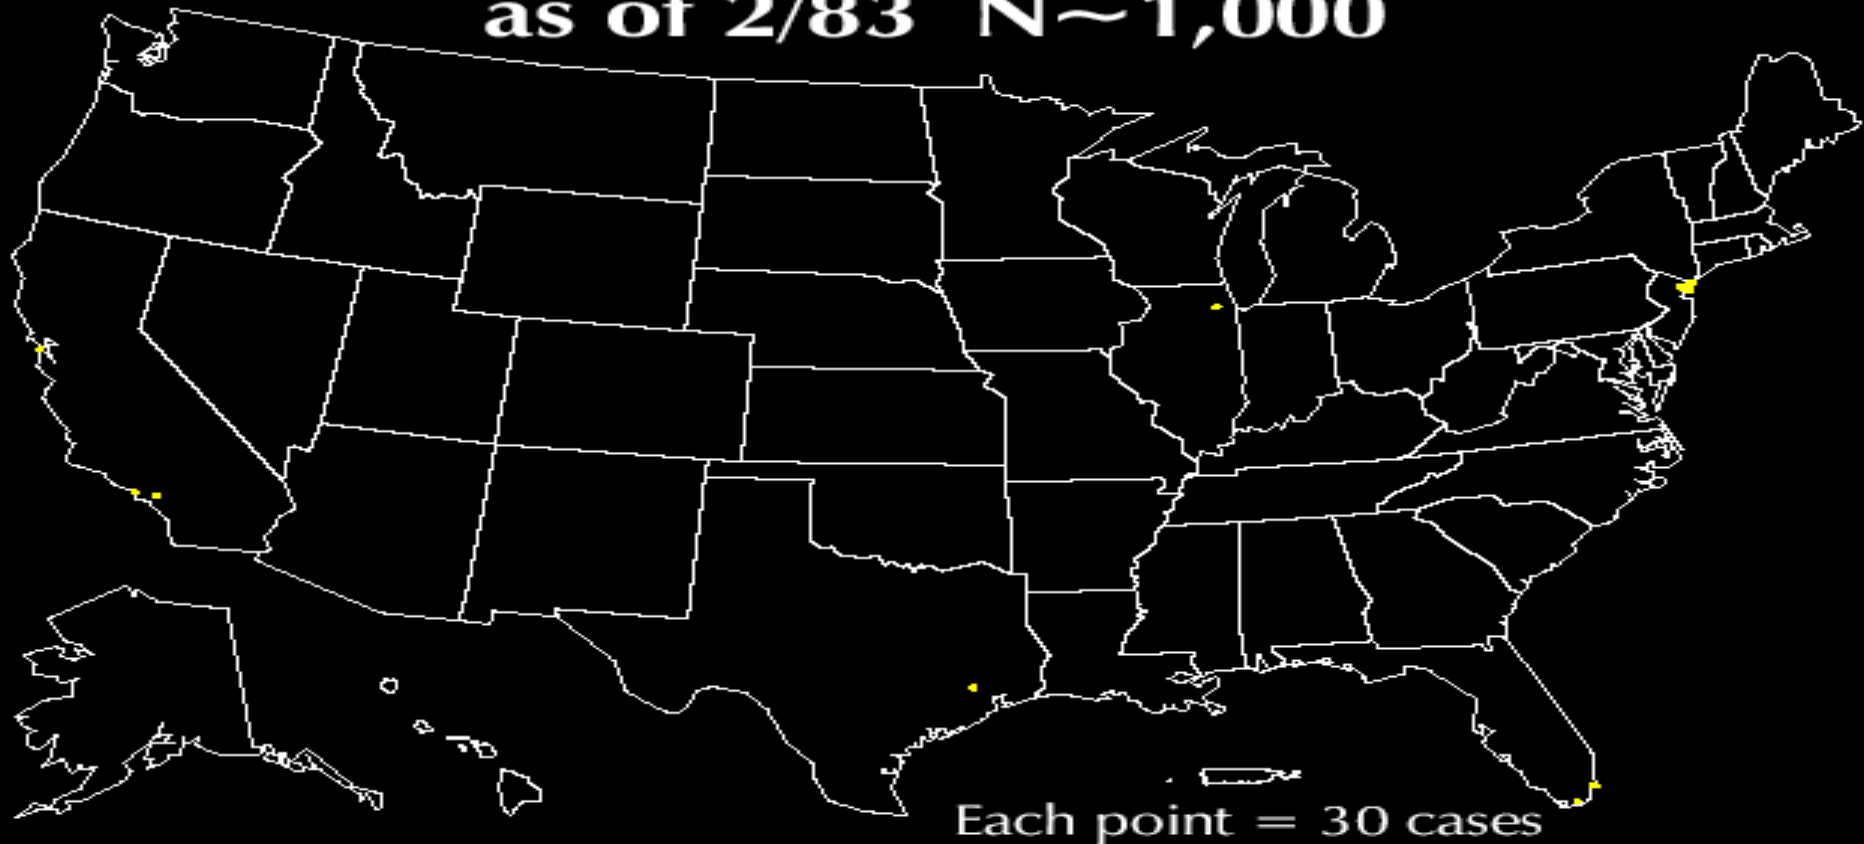 as of 2/83 N~1,000
Each point = 30 cases